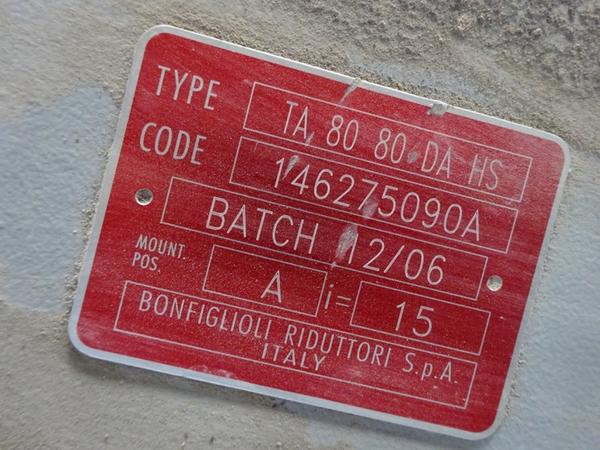 TYPE TA 80 80 DA HS
CODE 146275090A
BATCH 12/06
MOUNT. POS. A i= 15
BONFIGLIOLI RIDUTTORI S.p.A.
ITALY